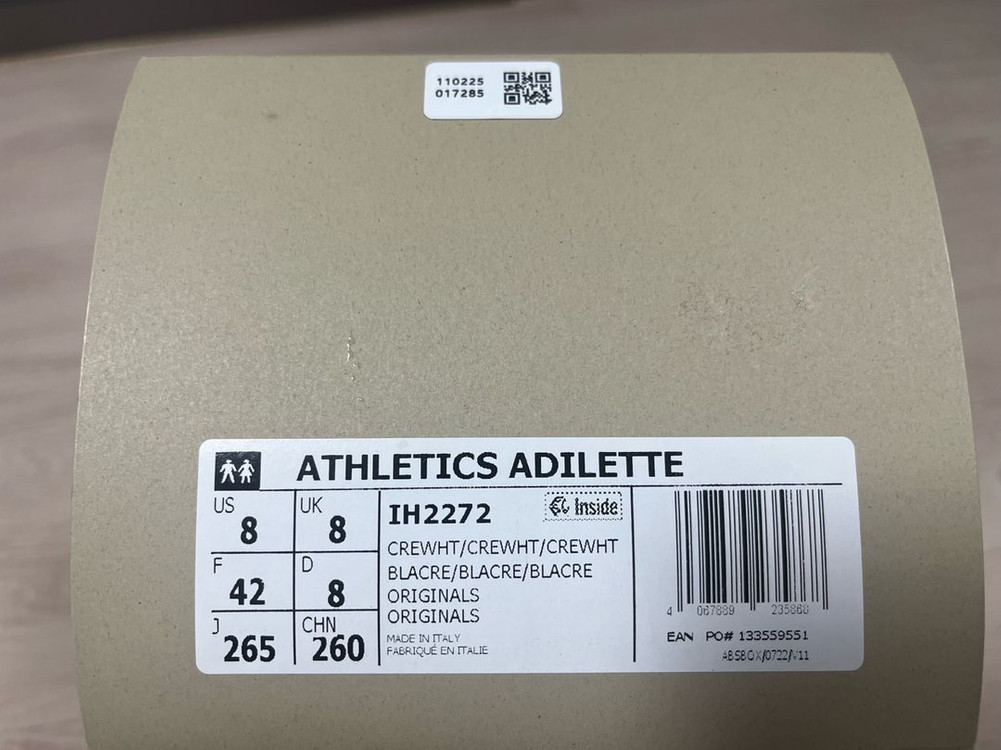 110225
017285
ATHLETICS ADILETTE
US 8
UK 8
F 42
D 8
J 265
CHN 260
IH2272
Inside
CREWHT/CREWHT/CREWHT
BLACRE/BLACRE/BLACRE
ORIGINALS
ORIGINALS
MADE IN ITALY
FABRIQUÉ EN ITALIE
4 067889 235868
EAN PO# 133559551
ABSBOX/0722/V11